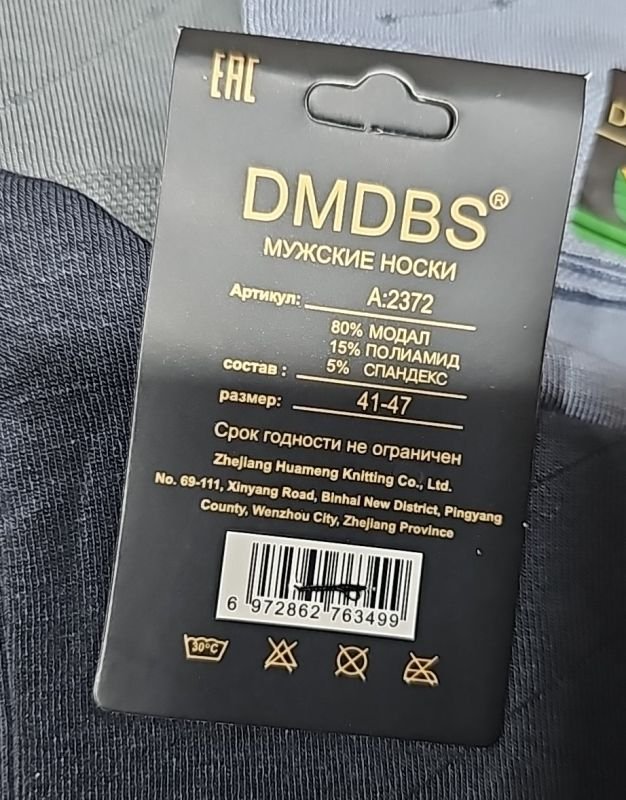 EAC
DMDBS®
МУЖСКИЕ НОСКИ
Артикул: A:2372
80% МОДАЛ
15% ПОЛИАМИД
состав : 5% СПАНДЕКС
размер: 41-47
Срок годности не ограничен
Zhejiang Huameng Knitting Co., Ltd.
No. 69-111, Xinyang Road, Binhai New District, Pingyang
County, Wenzhou City, Zhejiang Province
6 972862 763499
30°C